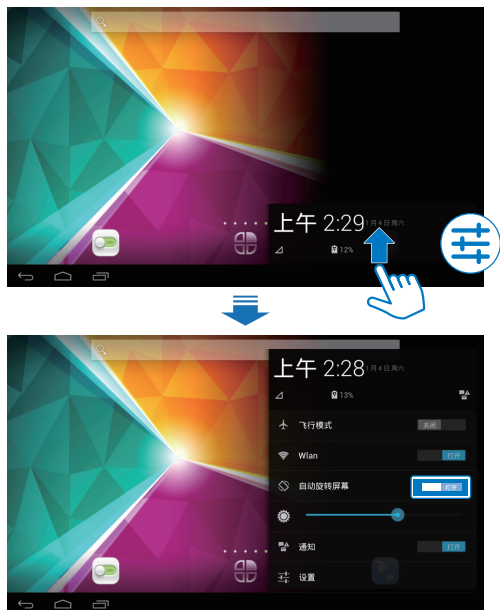 上午 2:29 1月4日 周六
12%
上午 2:28 1月4日 周六
13%
飞行模式 关闭
Wlan 打开
自动旋转屏幕 打开
通知 打开
设置